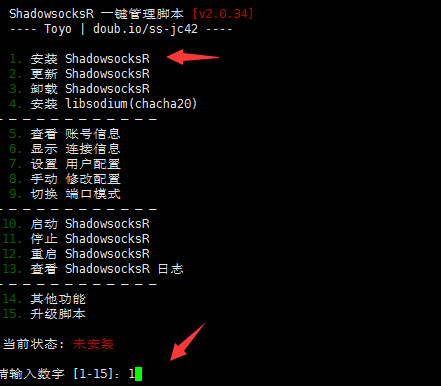 ShadowsocksR 一键管理脚本 [v2.0.34]
---- Toyo | doub.io/ss-jc42 ----
1. 安装 ShadowsocksR
2. 更新 ShadowsocksR
3. 卸载 ShadowsocksR
4. 安装 libsodium(chacha20)
5. 查看 账号信息
6. 显示 连接信息
7. 设置 用户配置
8. 手动 修改配置
9. 切换 端口模式
10. 启动 ShadowsocksR
11. 停止 ShadowsocksR
12. 重启 ShadowsocksR
13. 查看 ShadowsocksR 日志
14. 其他功能
15. 升级脚本
当前状态: 未安装
请输入数字 [1-15]: 1